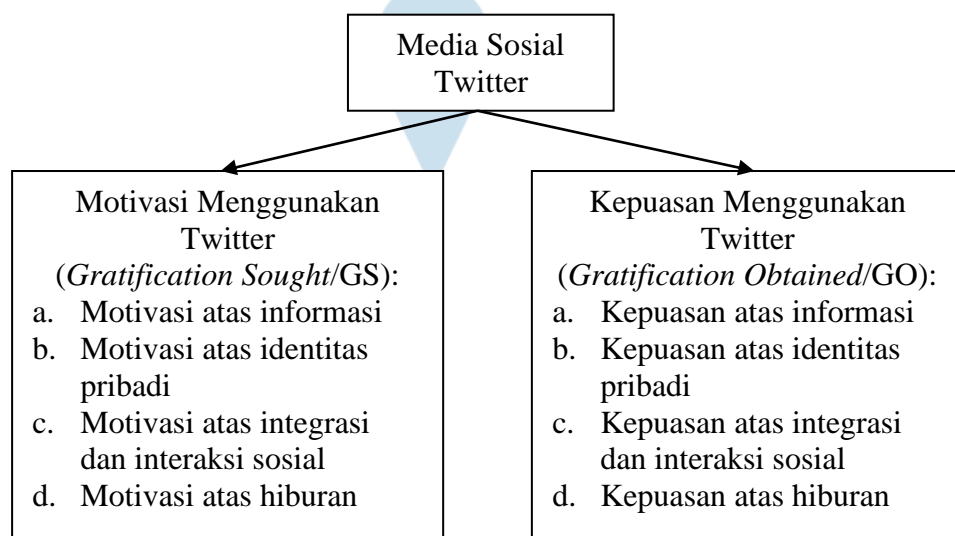 Media Sosial
Twitter
Motivasi Menggunakan
Twitter
(Gratification Sought/GS):
a. Motivasi atas informasi
b. Motivasi atas identitas
pribadi
c. Motivasi atas integrasi
dan interaksi sosial
d. Motivasi atas hiburan
Kepuasan Menggunakan
Twitter
(Gratification Obtained/GO):
a. Kepuasan atas informasi
b. Kepuasan atas identitas
pribadi
c. Kepuasan atas integrasi
dan interaksi sosial
d. Kepuasan atas hiburan